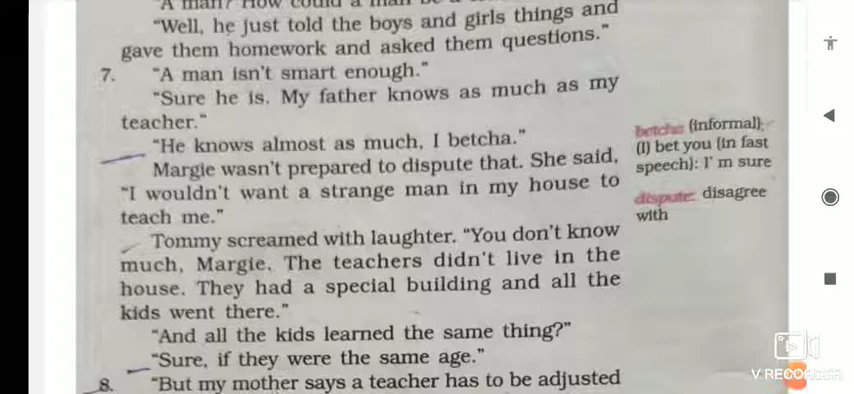 "A man? How could a man be a
"Well, he just told the boys and girls things and
gave them homework and asked them questions."
7. "A man isn't smart enough."
"Sure he is. My father knows as much as my
teacher."
"He knows almost as much, I betcha."
Margie wasn't prepared to dispute that. She said,
"I wouldn't want a strange man in my house to
teach me."
Tommy screamed with laughter. "You don't know
much, Margie. The teachers didn't live in the
house. They had a special building and all the
kids went there."
"And all the kids learned the same thing?"
"Sure, if they were the same age."
8. "But my mother says a teacher has to be adjusted
betcha (informal):
(I) bet you (in fast
speech): I' m sure
dispute: disagree
with
V RECORDER